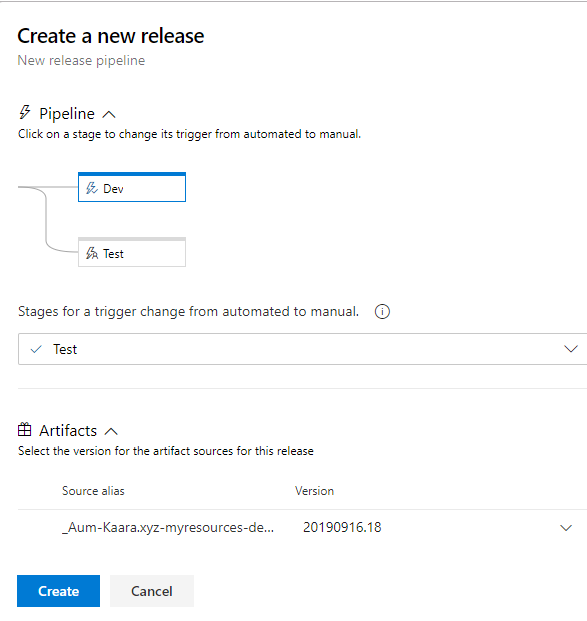 Create a new release
New release pipeline
Pipeline
Click on a stage to change its trigger from automated to manual.
Dev
Test
Stages for a trigger change from automated to manual.
Test
Artifacts
Select the version for the artifact sources for this release
Source alias Version
_Aum-Kaara.xyz-myresources-de... 20190916.18
Create Cancel